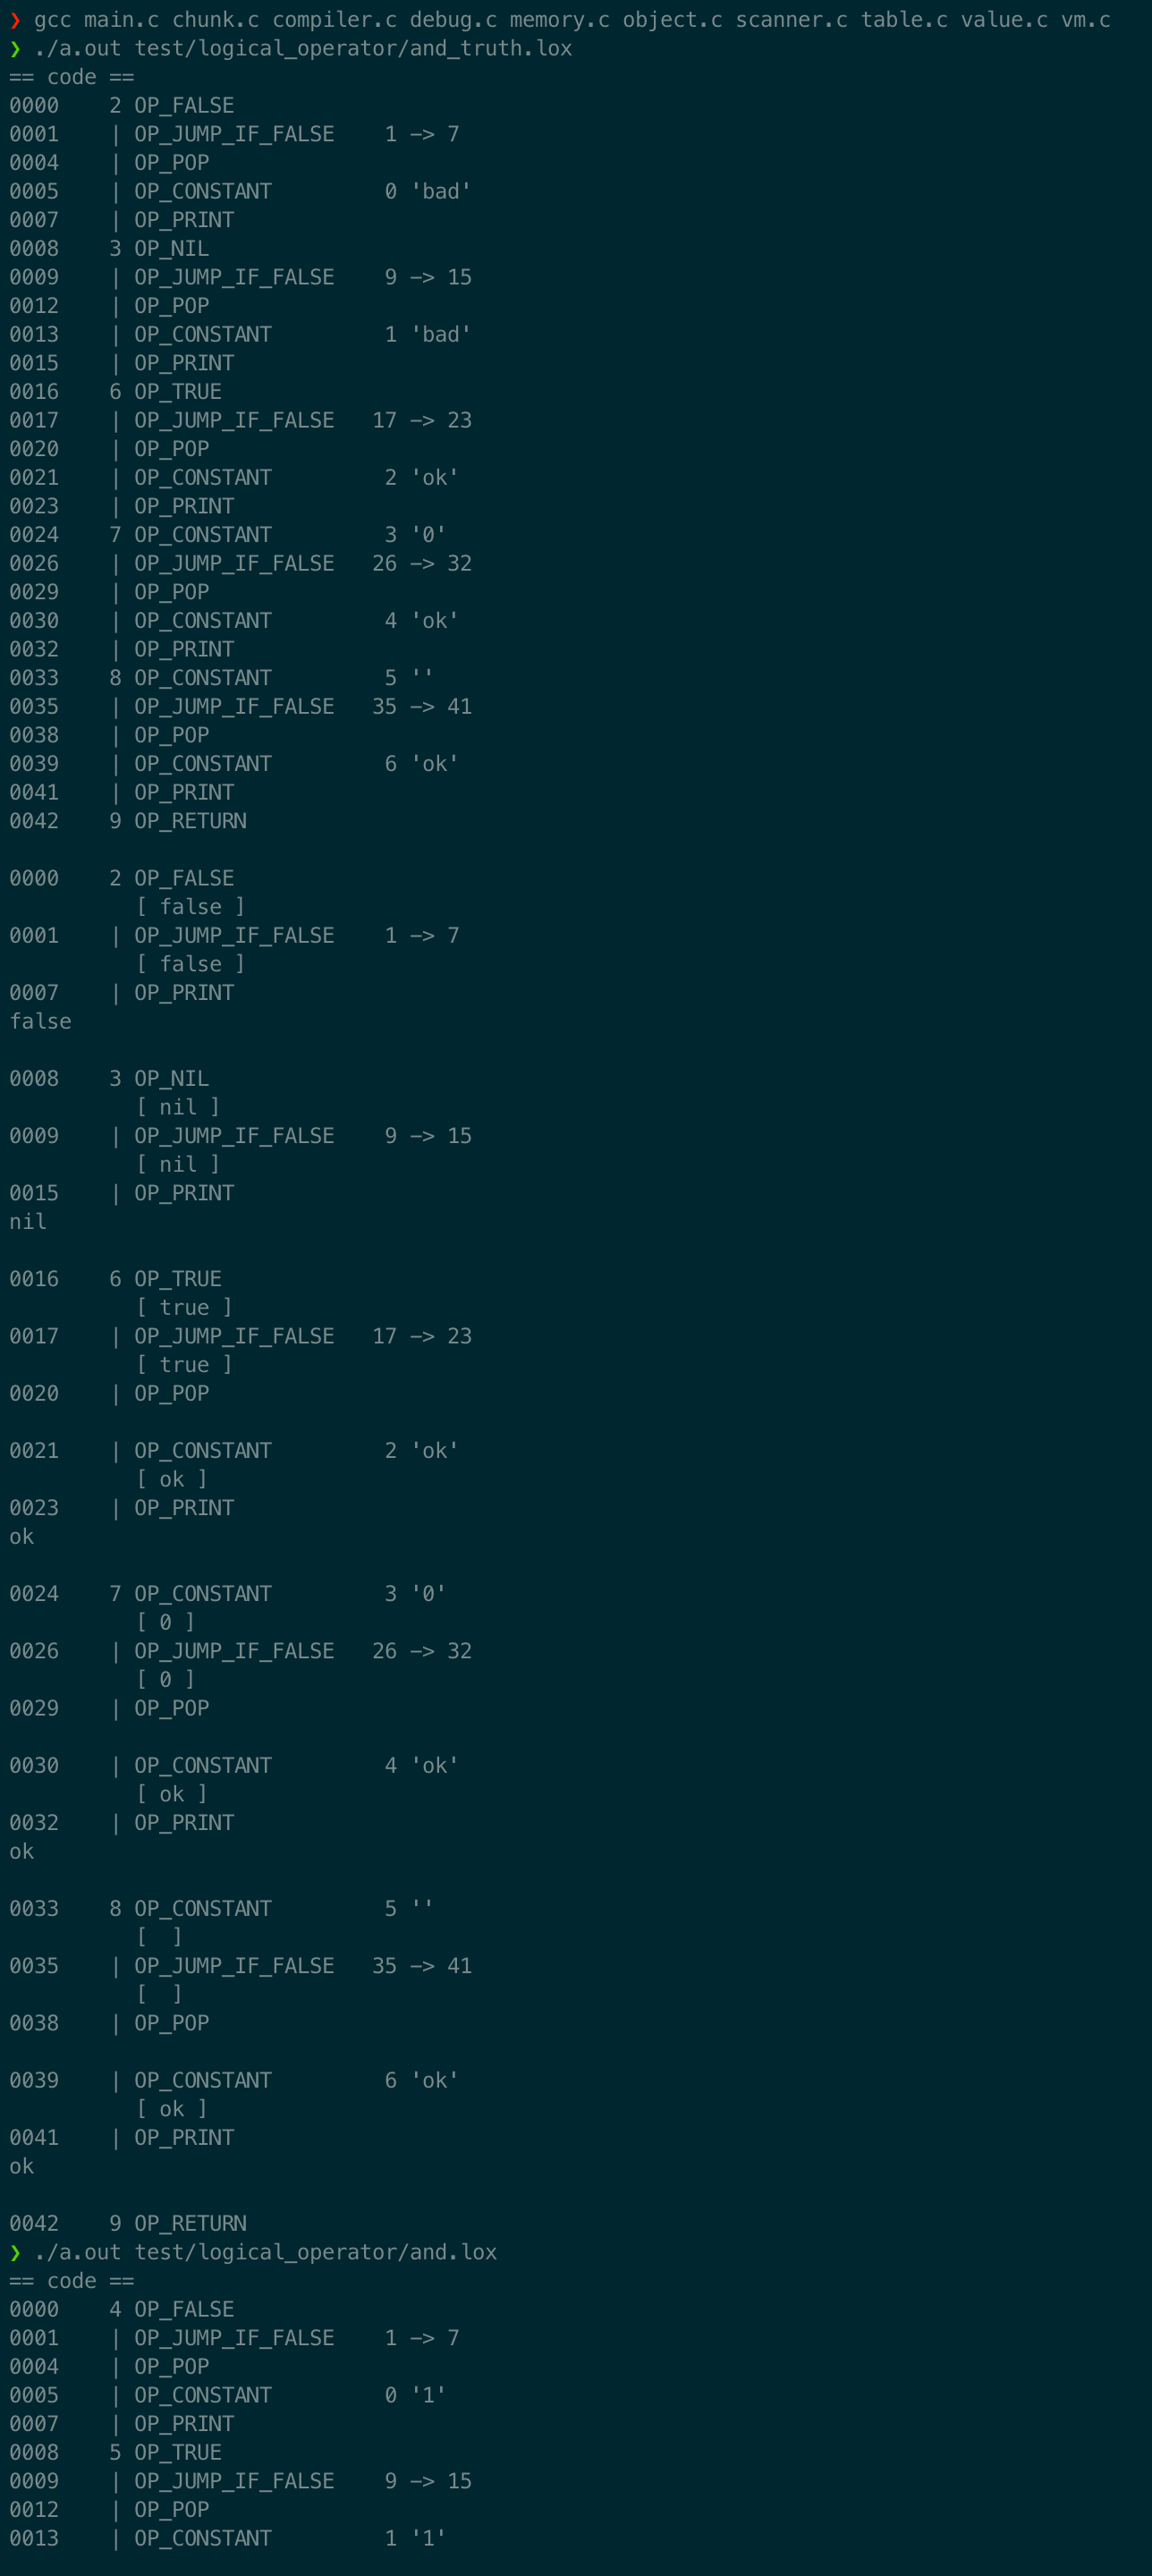 ❯ gcc main.c chunk.c compiler.c debug.c memory.c object.c scanner.c table.c value.c vm.c
❯ ./a.out test/logical_operator/and_truth.lox
== code ==
0000    2 OP_FALSE
0001    | OP_JUMP_IF_FALSE    1 -> 7
0004    | OP_POP
0005    | OP_CONSTANT         0 'bad'
0007    | OP_PRINT
0008    3 OP_NIL
0009    | OP_JUMP_IF_FALSE    9 -> 15
0012    | OP_POP
0013    | OP_CONSTANT         1 'bad'
0015    | OP_PRINT
0016    6 OP_TRUE
0017    | OP_JUMP_IF_FALSE   17 -> 23
0020    | OP_POP
0021    | OP_CONSTANT         2 'ok'
0023    | OP_PRINT
0024    7 OP_CONSTANT         3 '0'
0026    | OP_JUMP_IF_FALSE   26 -> 32
0029    | OP_POP
0030    | OP_CONSTANT         4 'ok'
0032    | OP_PRINT
0033    8 OP_CONSTANT         5 ''
0035    | OP_JUMP_IF_FALSE   35 -> 41
0038    | OP_POP
0039    | OP_CONSTANT         6 'ok'
0041    | OP_PRINT
0042    9 OP_RETURN

0000    2 OP_FALSE
          [ false ]
0001    | OP_JUMP_IF_FALSE    1 -> 7
          [ false ]
0007    | OP_PRINT
false

0008    3 OP_NIL
          [ nil ]
0009    | OP_JUMP_IF_FALSE    9 -> 15
          [ nil ]
0015    | OP_PRINT
nil

0016    6 OP_TRUE
          [ true ]
0017    | OP_JUMP_IF_FALSE   17 -> 23
          [ true ]
0020    | OP_POP

0021    | OP_CONSTANT         2 'ok'
          [ ok ]
0023    | OP_PRINT
ok

0024    7 OP_CONSTANT         3 '0'
          [ 0 ]
0026    | OP_JUMP_IF_FALSE   26 -> 32
          [ 0 ]
0029    | OP_POP

0030    | OP_CONSTANT         4 'ok'
          [ ok ]
0032    | OP_PRINT
ok

0033    8 OP_CONSTANT         5 ''
          [  ]
0035    | OP_JUMP_IF_FALSE   35 -> 41
          [  ]
0038    | OP_POP

0039    | OP_CONSTANT         6 'ok'
          [ ok ]
0041    | OP_PRINT
ok

0042    9 OP_RETURN
❯ ./a.out test/logical_operator/and.lox
== code ==
0000    4 OP_FALSE
0001    | OP_JUMP_IF_FALSE    1 -> 7
0004    | OP_POP
0005    | OP_CONSTANT         0 '1'
0007    | OP_PRINT
0008    5 OP_TRUE
0009    | OP_JUMP_IF_FALSE    9 -> 15
0012    | OP_POP
0013    | OP_CONSTANT         1 '1'